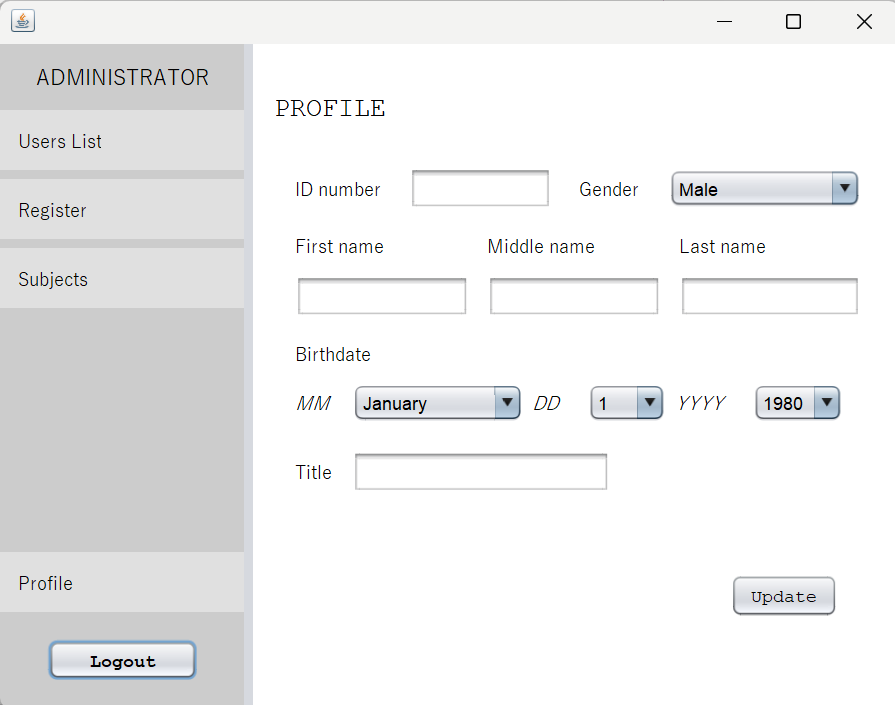 ADMINISTRATOR
Users List
Register
Subjects
Profile
Logout
PROFILE
ID number Gender Male
First name Middle name Last name
Birthdate
MM January DD 1 YYYY 1980
Title
Update